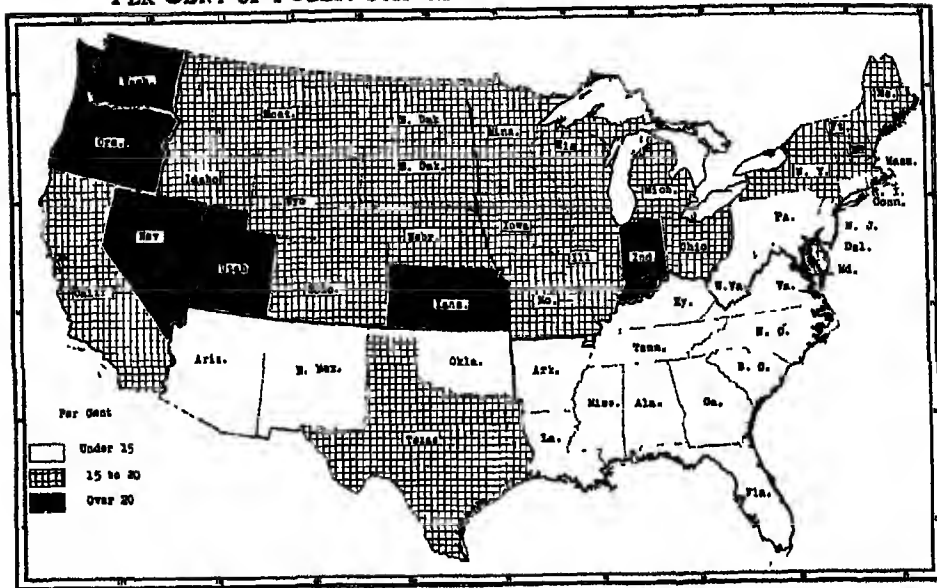 Mont.
N. Dak
Minn.
Me.
Vt.
Ore.
Wis
Mass.
N. Dak.
Idaho
Mich.
N. Y.
R. I.
Conn.
Wyo
Iowa
Pa.
N. J.
Nev
Nebr.
Ohio
Del.
Utah
Ill
Ind
Md.
Calif
W.Va
Va.
Colo.
Kans.
Mo.
Ky.
N. C.
Tenn.
Ariz.
N. Mex.
Okla.
Ark.
S. C.
Per Cent
Miss.
Ala.
Ga.
Under 15
La.
Texas
15 to 20
Over 20
Fla.